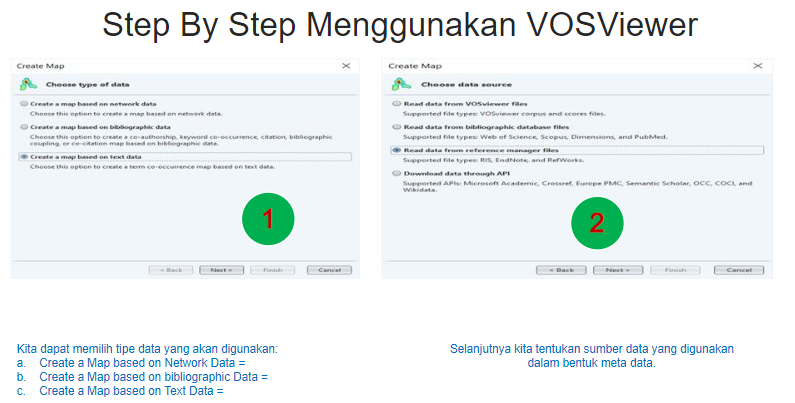 Step By Step Menggunakan VOSViewer
Create Map
Choose type of data
Create a map based on network data
Choose this option to create a map based on network data.
Create a map based on bibliographic data
Choose this option to create a co-authorship, keyword co-occurrence, citation, bibliographic
coupling, or co-citation map based on bibliographic data.
Create a map based on text data
Choose this option to create a term co-occurrence map based on text data.
1
< Back
Next >
Finish
Cancel
Create Map
Choose data source
Read data from VOSviewer files
Supported file types: VOSviewer corpus and scores files.
Read data from bibliographic database files
Supported file types: Web of Science, Scopus, Dimensions, and PubMed.
Read data from reference manager files
Supported file types: RIS, EndNote, and RefWorks.
Download data through API
Supported APIs: Microsoft Academic, Crossref, Europe PMC, Semantic Scholar, OCC, COCI, and
Wikidata.
2
< Back
Next >
Finish
Cancel
Kita dapat memilih tipe data yang akan digunakan:
a. Create a Map based on Network Data =
b. Create a Map based on bibliographic Data =
c. Create a Map based on Text Data =
Selanjutnya kita tentukan sumber data yang digunakan
dalam bentuk meta data.